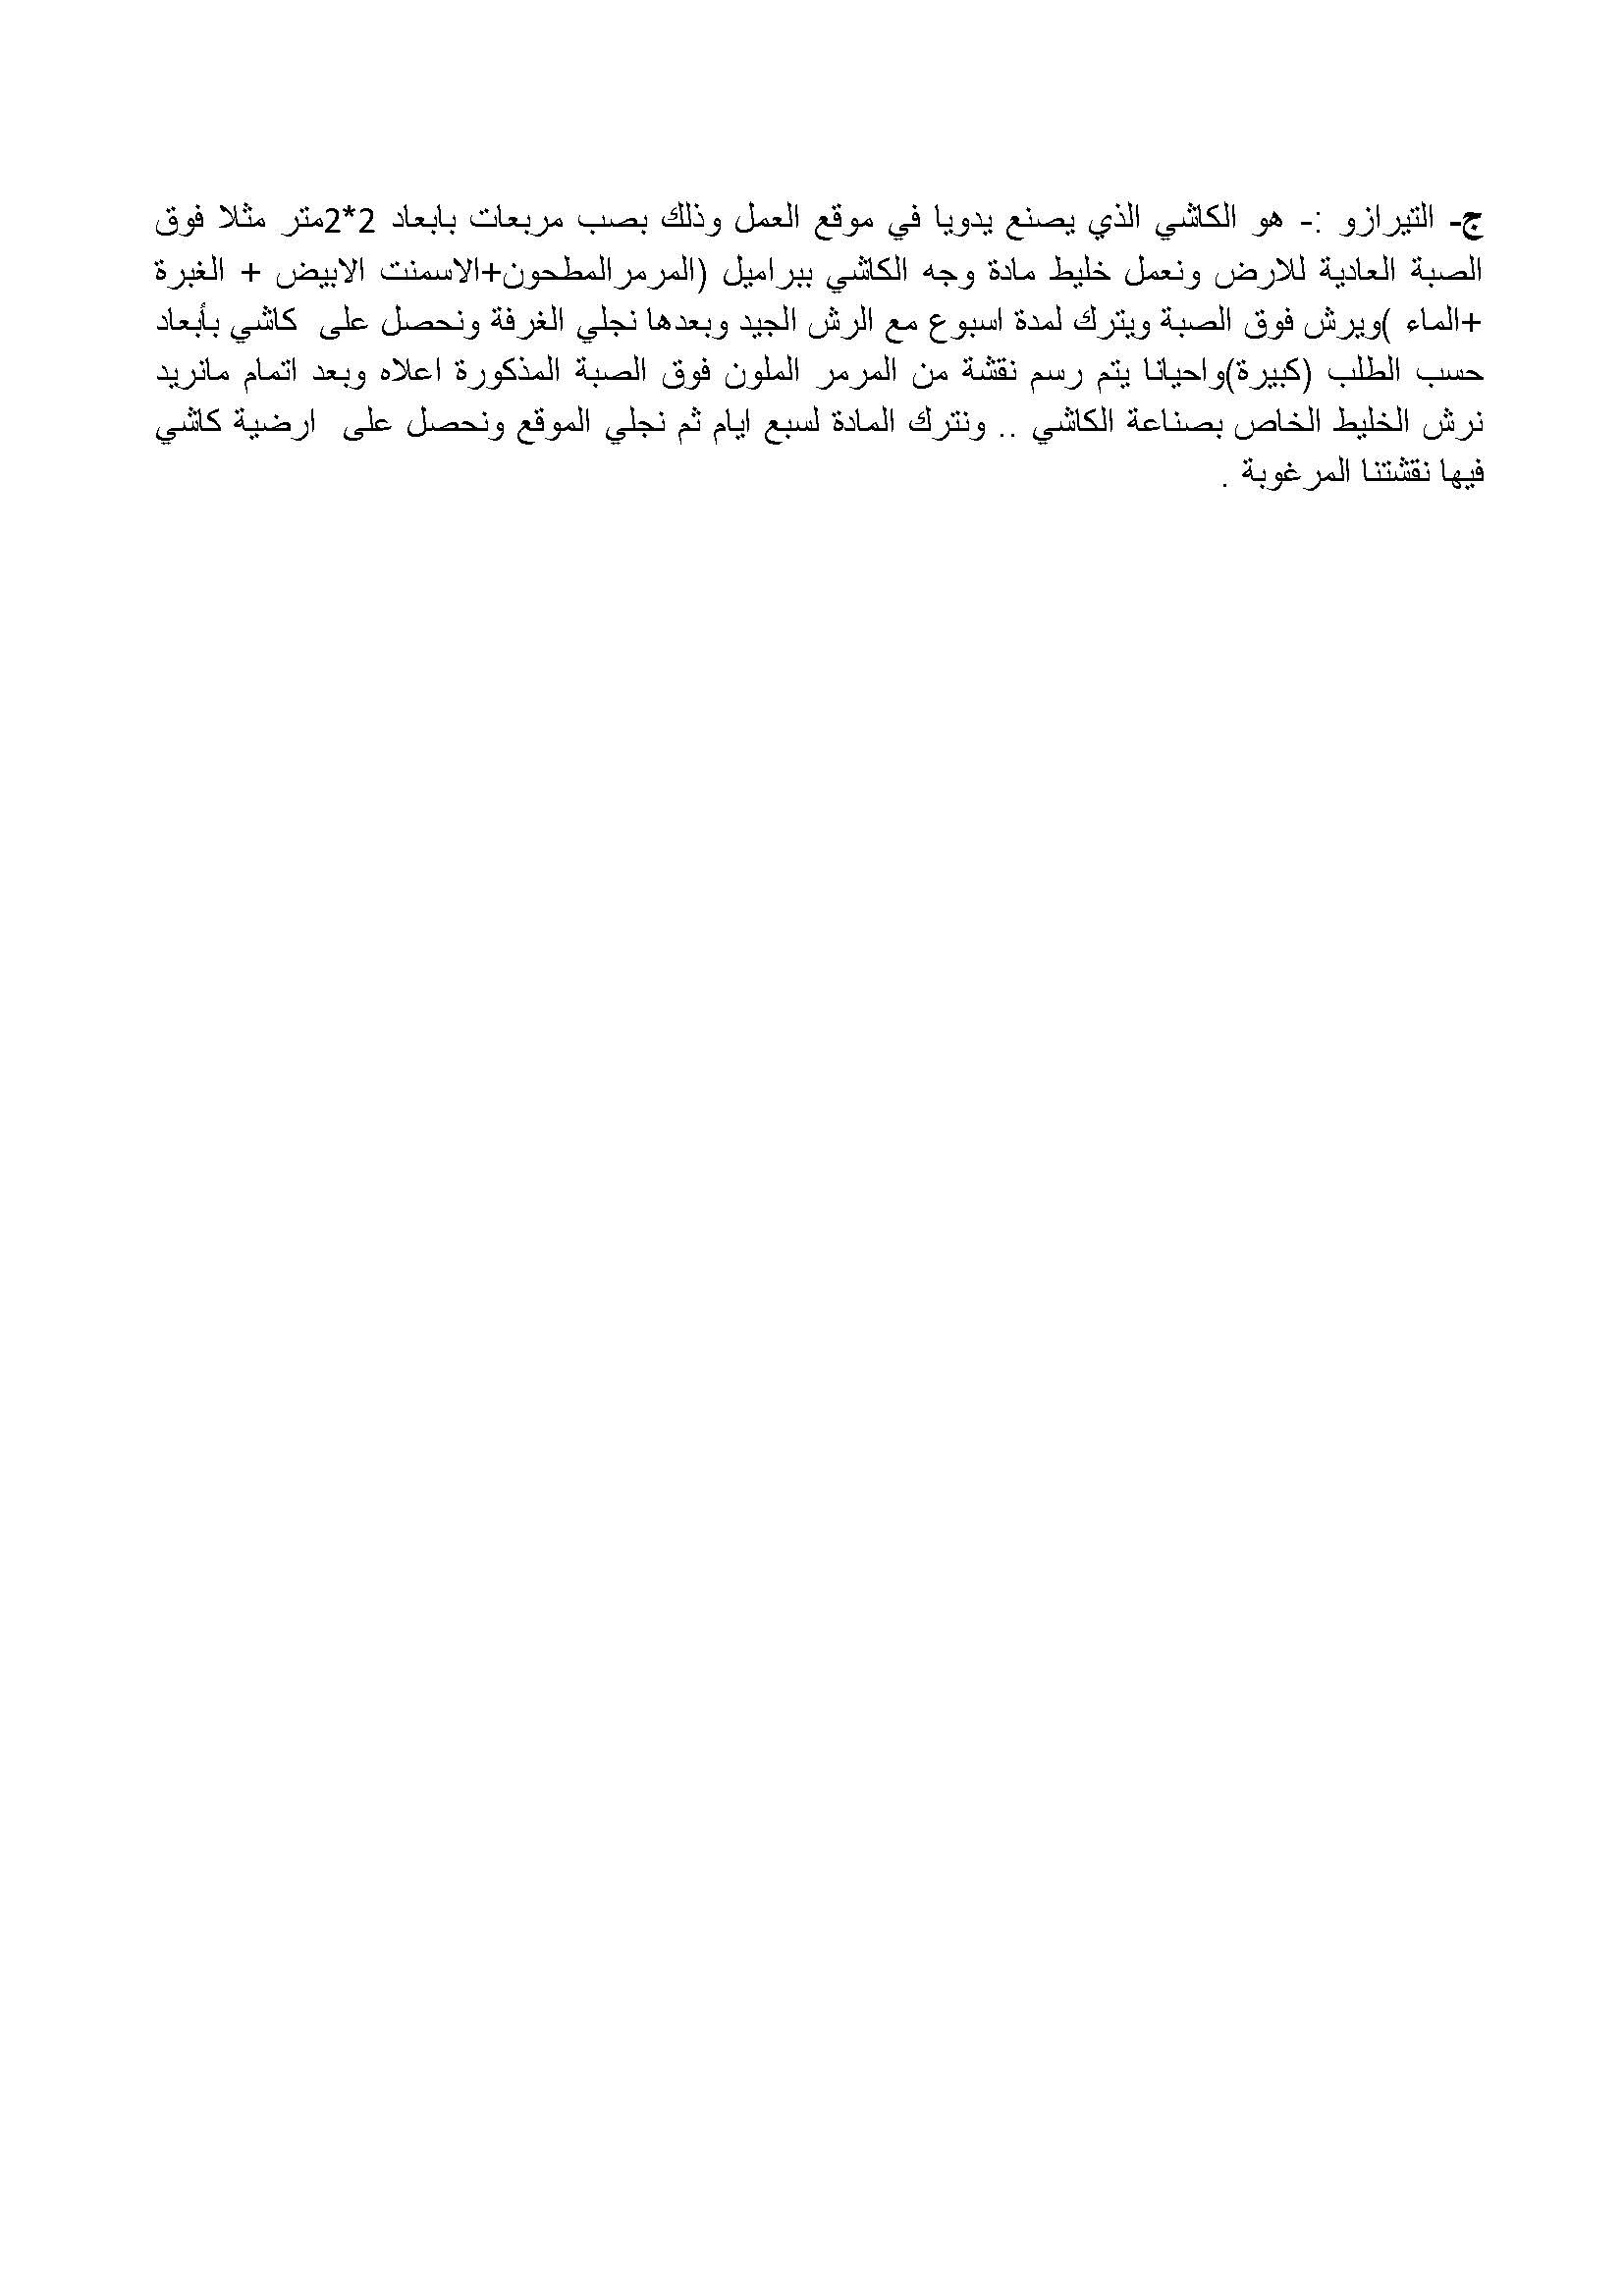 ج- التيرازو :- هو الكاشي الذي يصنع يدويا في موقع العمل وذلك بصب مربعات بابعاد 2*2متر مثلا فوق
الصبة العادية للارض ونعمل خليط مادة وجه الكاشي ببراميل (المرمرالمطحون+الاسمنت الابيض + الغبرة
+الماء )ويرش فوق الصبة ويترك لمدة اسبوع مع الرش الجيد وبعدها نجلي الغرفة ونحصل على كاشي بأبعاد
حسب الطلب (كبيرة)واحيانا يتم رسم نقشة من المرمر الملون فوق الصبة المذكورة اعلاه وبعد اتمام مانريد
نرش الخليط الخاص بصناعة الكاشي .. ونترك المادة لسبع ايام ثم نجلي الموقع ونحصل على ارضية كاشي
فيها نقشتنا المرغوبة .